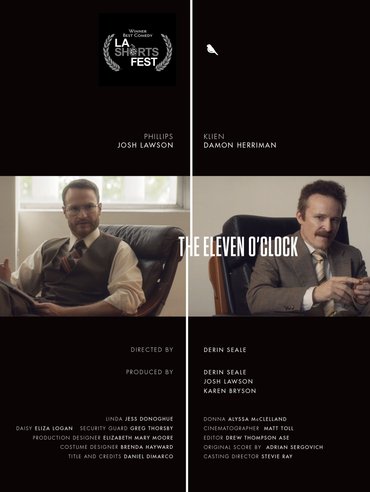 WINNER
BEST COMEDY
LA
SHORTS
FEST
PHILLIPS
JOSH LAWSON
KLIEN
DAMON HERRIMAN
THE ELEVEN O'CLOCK
DIRECTED BY DERIN SEALE
PRODUCED BY DERIN SEALE
JOSH LAWSON
KAREN BRYSON
LINDA JESS DONOGHUE
DAISY ELIZA LOGAN SECURITY GUARD GREG THORSBY
PRODUCTION DESIGNER ELIZABETH MARY MOORE
COSTUME DESIGNER BRENDA HAYWARD
TITLE AND CREDITS DANIEL DIMARCO
DONNA ALYSSA McCLELLAND
CINEMATOGRAPHER MATT TOLL
EDITOR DREW THOMPSON ASE
ORIGINAL SCORE BY ADRIAN SERGOVICH
CASTING DIRECTOR STEVIE RAY